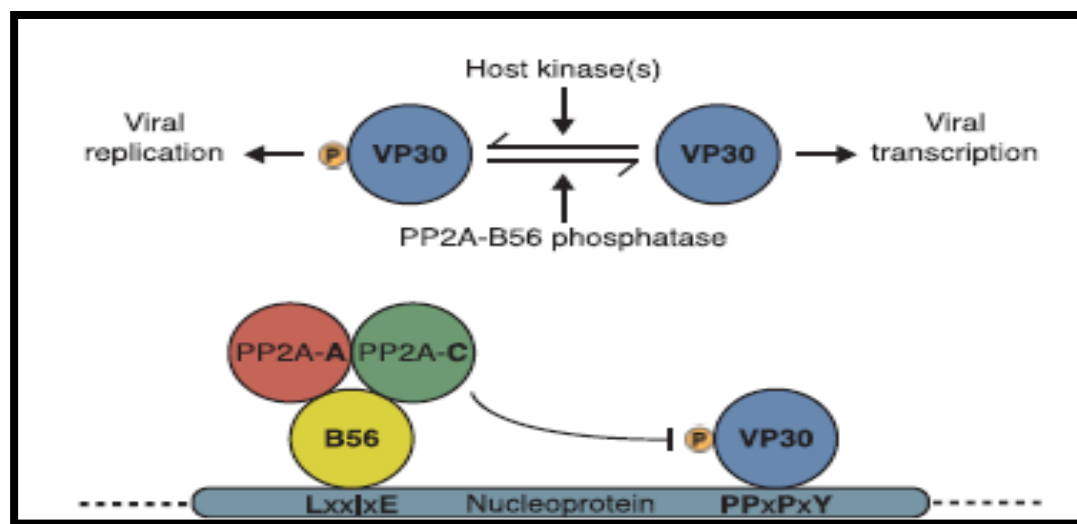 Host kinase(s)
Viral
replication
P
VP30
VP30
Viral
transcription
PP2A-B56 phosphatase
PP2A-A
PP2A-C
B56
P
VP30
LxxIxE
Nucleoprotein
PPxPxY